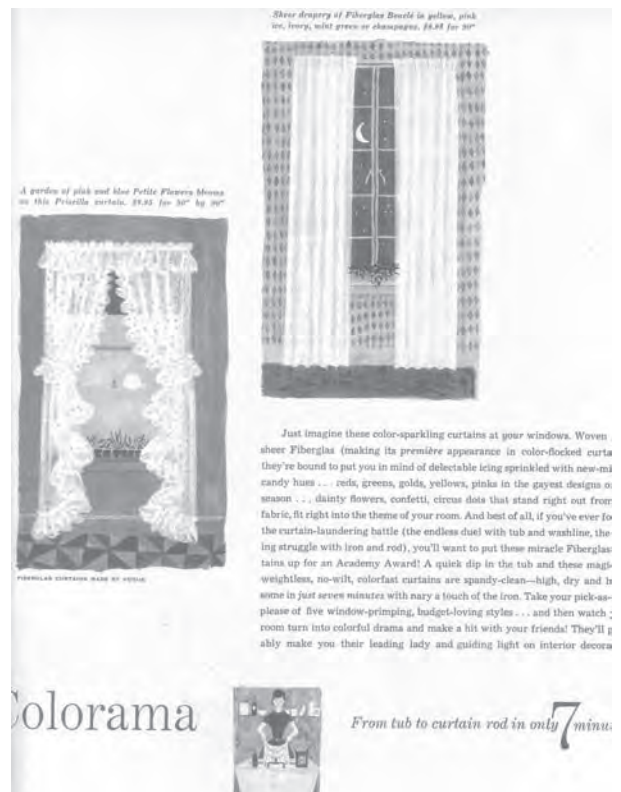 Sheer drapery of Fiberglas Bouclé in yellow, pink
ice, ivory, mint green or champagne. $6.95 for 90"
A garden of pink and blue Petite Flowers blooms
on this Priscilla curtain. $9.95 for 90" by 90"
FIBERGLAS CURTAINS MADE BY
Just imagine these color-sparkling curtains at your windows. Woven
sheer Fiberglas (making its première appearance in color-flocked curta
they're bound to put you in mind of delectable icing sprinkled with new-mi
candy hues . . . reds, greens, golds, yellows, pinks in the gayest designs o
season . . . dainty flowers, confetti, circus dots that stand right out from
fabric, fit right into the theme of your room. And best of all, if you've ever fo
the curtain-laundering battle (the endless duel with tub and washline, the
ing struggle with iron and rod), you'll want to put these miracle Fiberglas
tains up for an Academy Award! A quick dip in the tub and these magi
weightless, no-wilt, colorfast curtains are spandy-clean—high, dry and h
some in just seven minutes with nary a touch of the iron. Take your pick-as-
please of five window-primping, budget-loving styles . . . and then watch
room turn into colorful drama and make a hit with your friends! They'll p
ably make you their leading lady and guiding light on interior decora
Colorama
From tub to curtain rod in only 7 minu